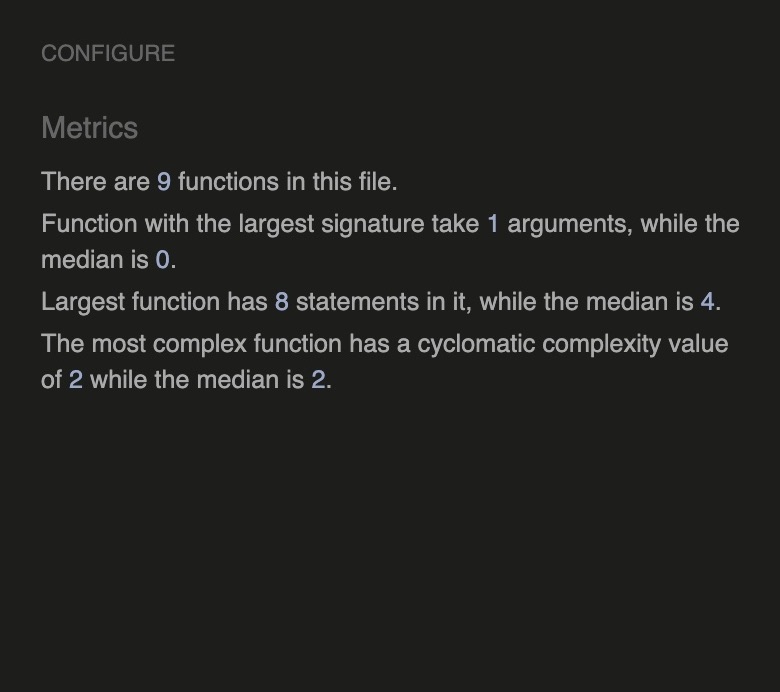 CONFIGURE
Metrics
There are 9 functions in this file.
Function with the largest signature take 1 arguments, while the
median is 0.
Largest function has 8 statements in it, while the median is 4.
The most complex function has a cyclomatic complexity value
of 2 while the median is 2.